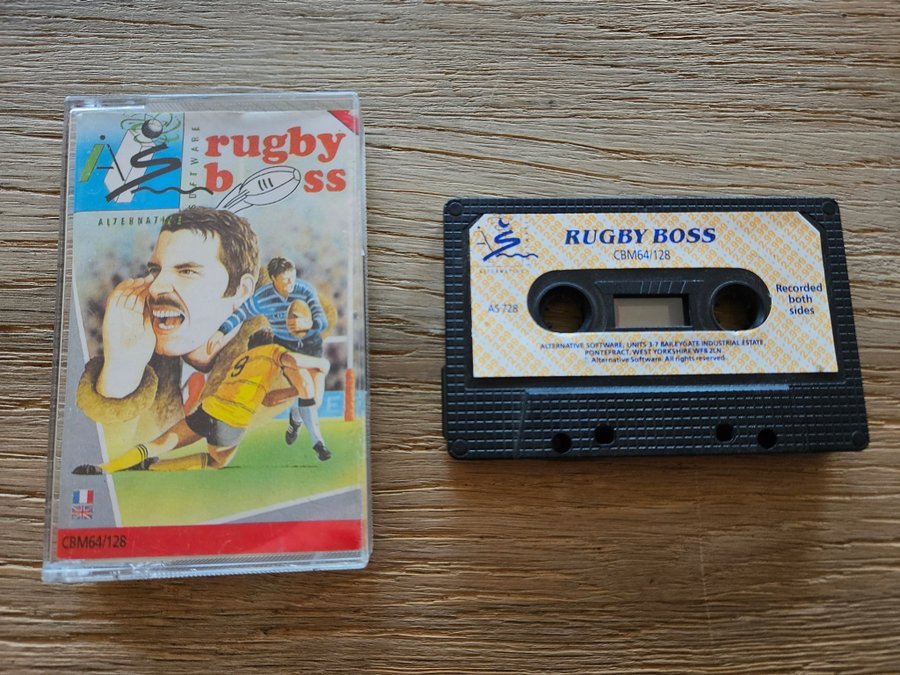 rugby
boss
SOFTWARE
ALTERNATIVE
9
CBM64/128
RUGBY BOSS
CBM64/128
AS 728
Recorded
both
sides
ALTERNATIVE SOFTWARE, UNITS 3-7 BAILEYGATE INDUSTRIAL ESTATE,
PONTEFRACT, WEST YORKSHIRE WF8 2LN.
Alternative Software. All rights reserved.